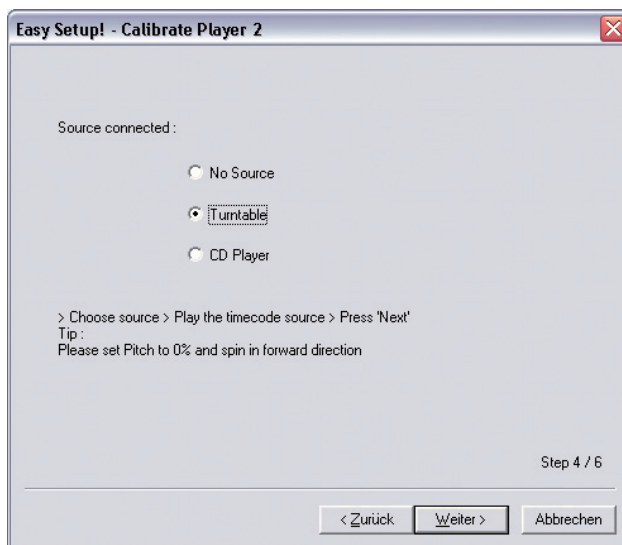 Easy Setup! - Calibrate Player 2
Source connected :
No Source
Turntable
CD Player
> Choose source > Play the timecode source > Press 'Next'
Tip :
Please set Pitch to 0% and spin in forward direction
Step 4 / 6
< Zurück Weiter > Abbrechen